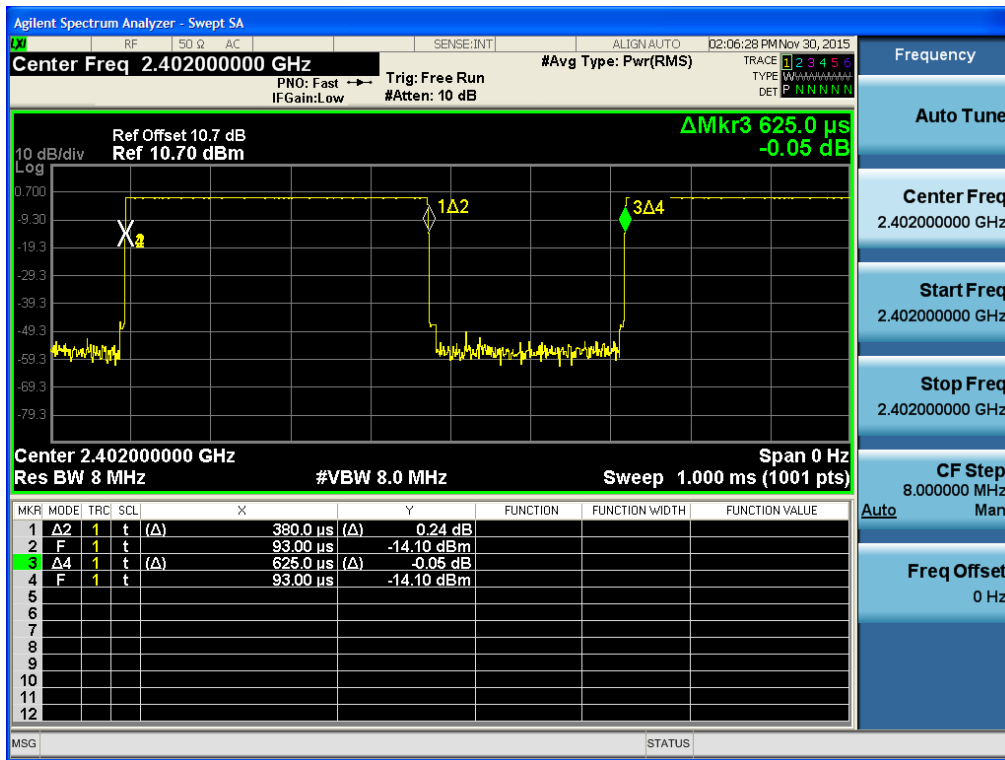 Agilent Spectrum Analyzer - Swept SA
LXI RF 50 Ω AC SENSE:INT ALIGN AUTO 02:06:28 PM Nov 30, 2015
Center Freq 2.402000000 GHz
PNO: Fast
IFGain:Low
Trig: Free Run
#Atten: 10 dB
#Avg Type: Pwr(RMS)
TRACE 1 2 3 4 5 6
TYPE W
DET P N N N N N
ΔMkr3 625.0 µs
-0.05 dB
Ref Offset 10.7 dB
10 dB/div Ref 10.70 dBm
Log
0.700
-9.30
-19.3
-29.3
-39.3
-49.3
-59.3
-69.3
-79.3
1Δ2
3Δ4
Center 2.402000000 GHz Span 0 Hz
Res BW 8 MHz #VBW 8.0 MHz Sweep 1.000 ms (1001 pts)
MKR MODE TRC SCL X Y FUNCTION FUNCTION WIDTH FUNCTION VALUE
1 Δ2 1 t (Δ) 380.0 µs (Δ) 0.24 dB
2 F 1 t 93.00 µs -14.10 dBm
3 Δ4 1 t (Δ) 625.0 µs (Δ) -0.05 dB
4 F 1 t 93.00 µs -14.10 dBm
5
6
7
8
9
10
11
12
MSG STATUS
Frequency
Auto Tune
Center Freq
2.402000000 GHz
Start Freq
2.402000000 GHz
Stop Freq
2.402000000 GHz
CF Step
8.000000 MHz
Auto Man
Freq Offset
0 Hz